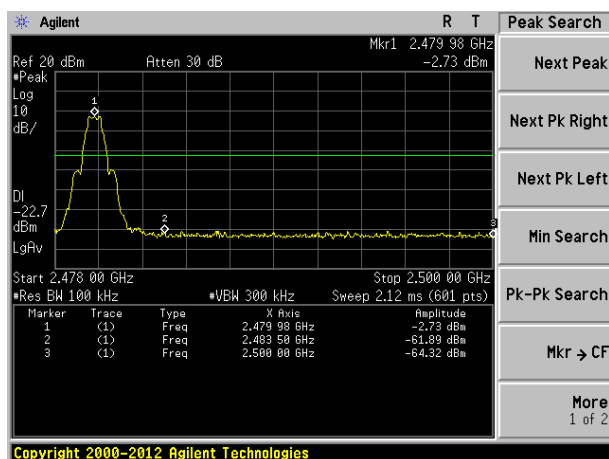 Agilent R T Peak Search
Mkr1 2.479 98 GHz
Ref 20 dBm Atten 30 dB -2.73 dBm
#Peak
Log
10
dB/
DI
-22.7
dBm
LgAv
1
2
3
Start 2.478 00 GHz Stop 2.500 00 GHz
#Res BW 100 kHz #VBW 300 kHz Sweep 2.12 ms (601 pts)
Marker Trace Type X Axis Amplitude
1 (1) Freq 2.479 98 GHz -2.73 dBm
2 (1) Freq 2.483 50 GHz -61.89 dBm
3 (1) Freq 2.500 00 GHz -64.32 dBm
Next Peak
Next Pk Right
Next Pk Left
Min Search
Pk-Pk Search
Mkr → CF
More
1 of 2
Copyright 2000-2012 Agilent Technologies